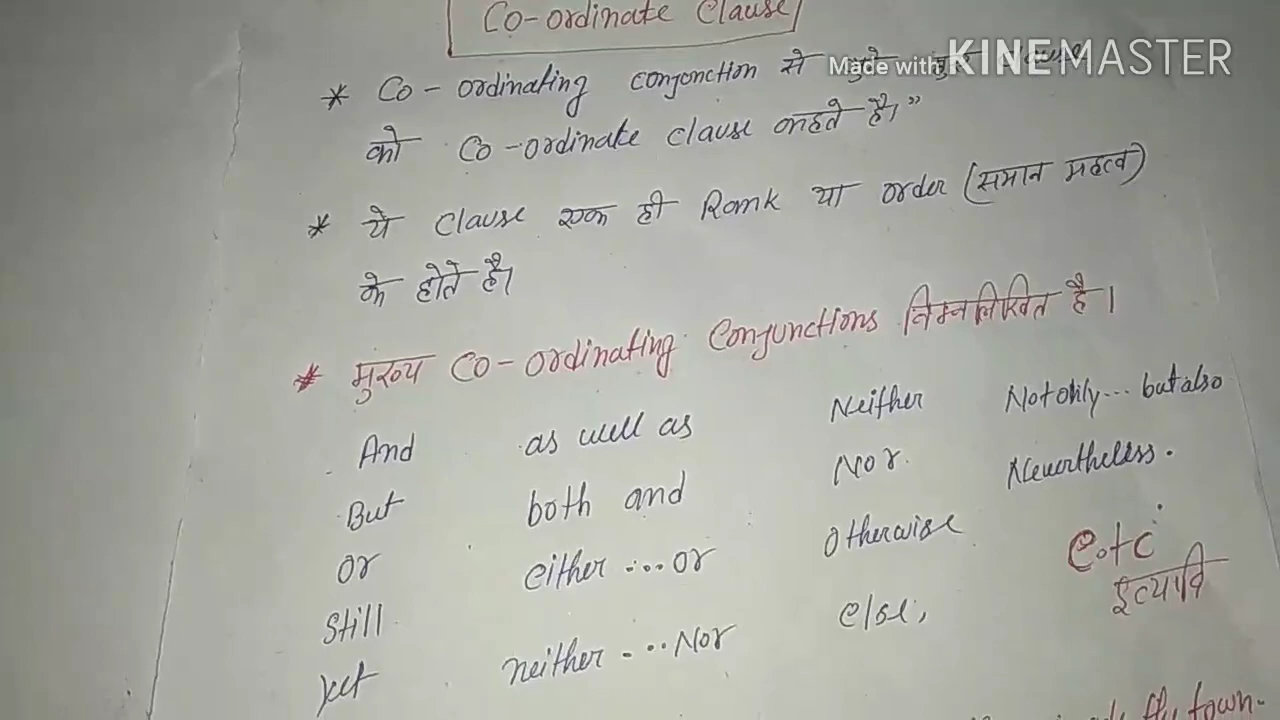 Co-ordinate Clause
Made with KINEMASTER
* Co-ordinating conjunction से जुड़े हुए clause
को Co-ordinate clause कहते है।”
* ये Clause एक ही Rank या order (समान महत्व)
के होते है।
* मुख्य Co-ordinating Conjunctions निम्नलिखित है।
And as well as Neither Not only... but also
But both and Nor. Nevertheless.
Or either ....or Otherwise etc
Still neither ....Nor else, इत्यादि
yet
town.